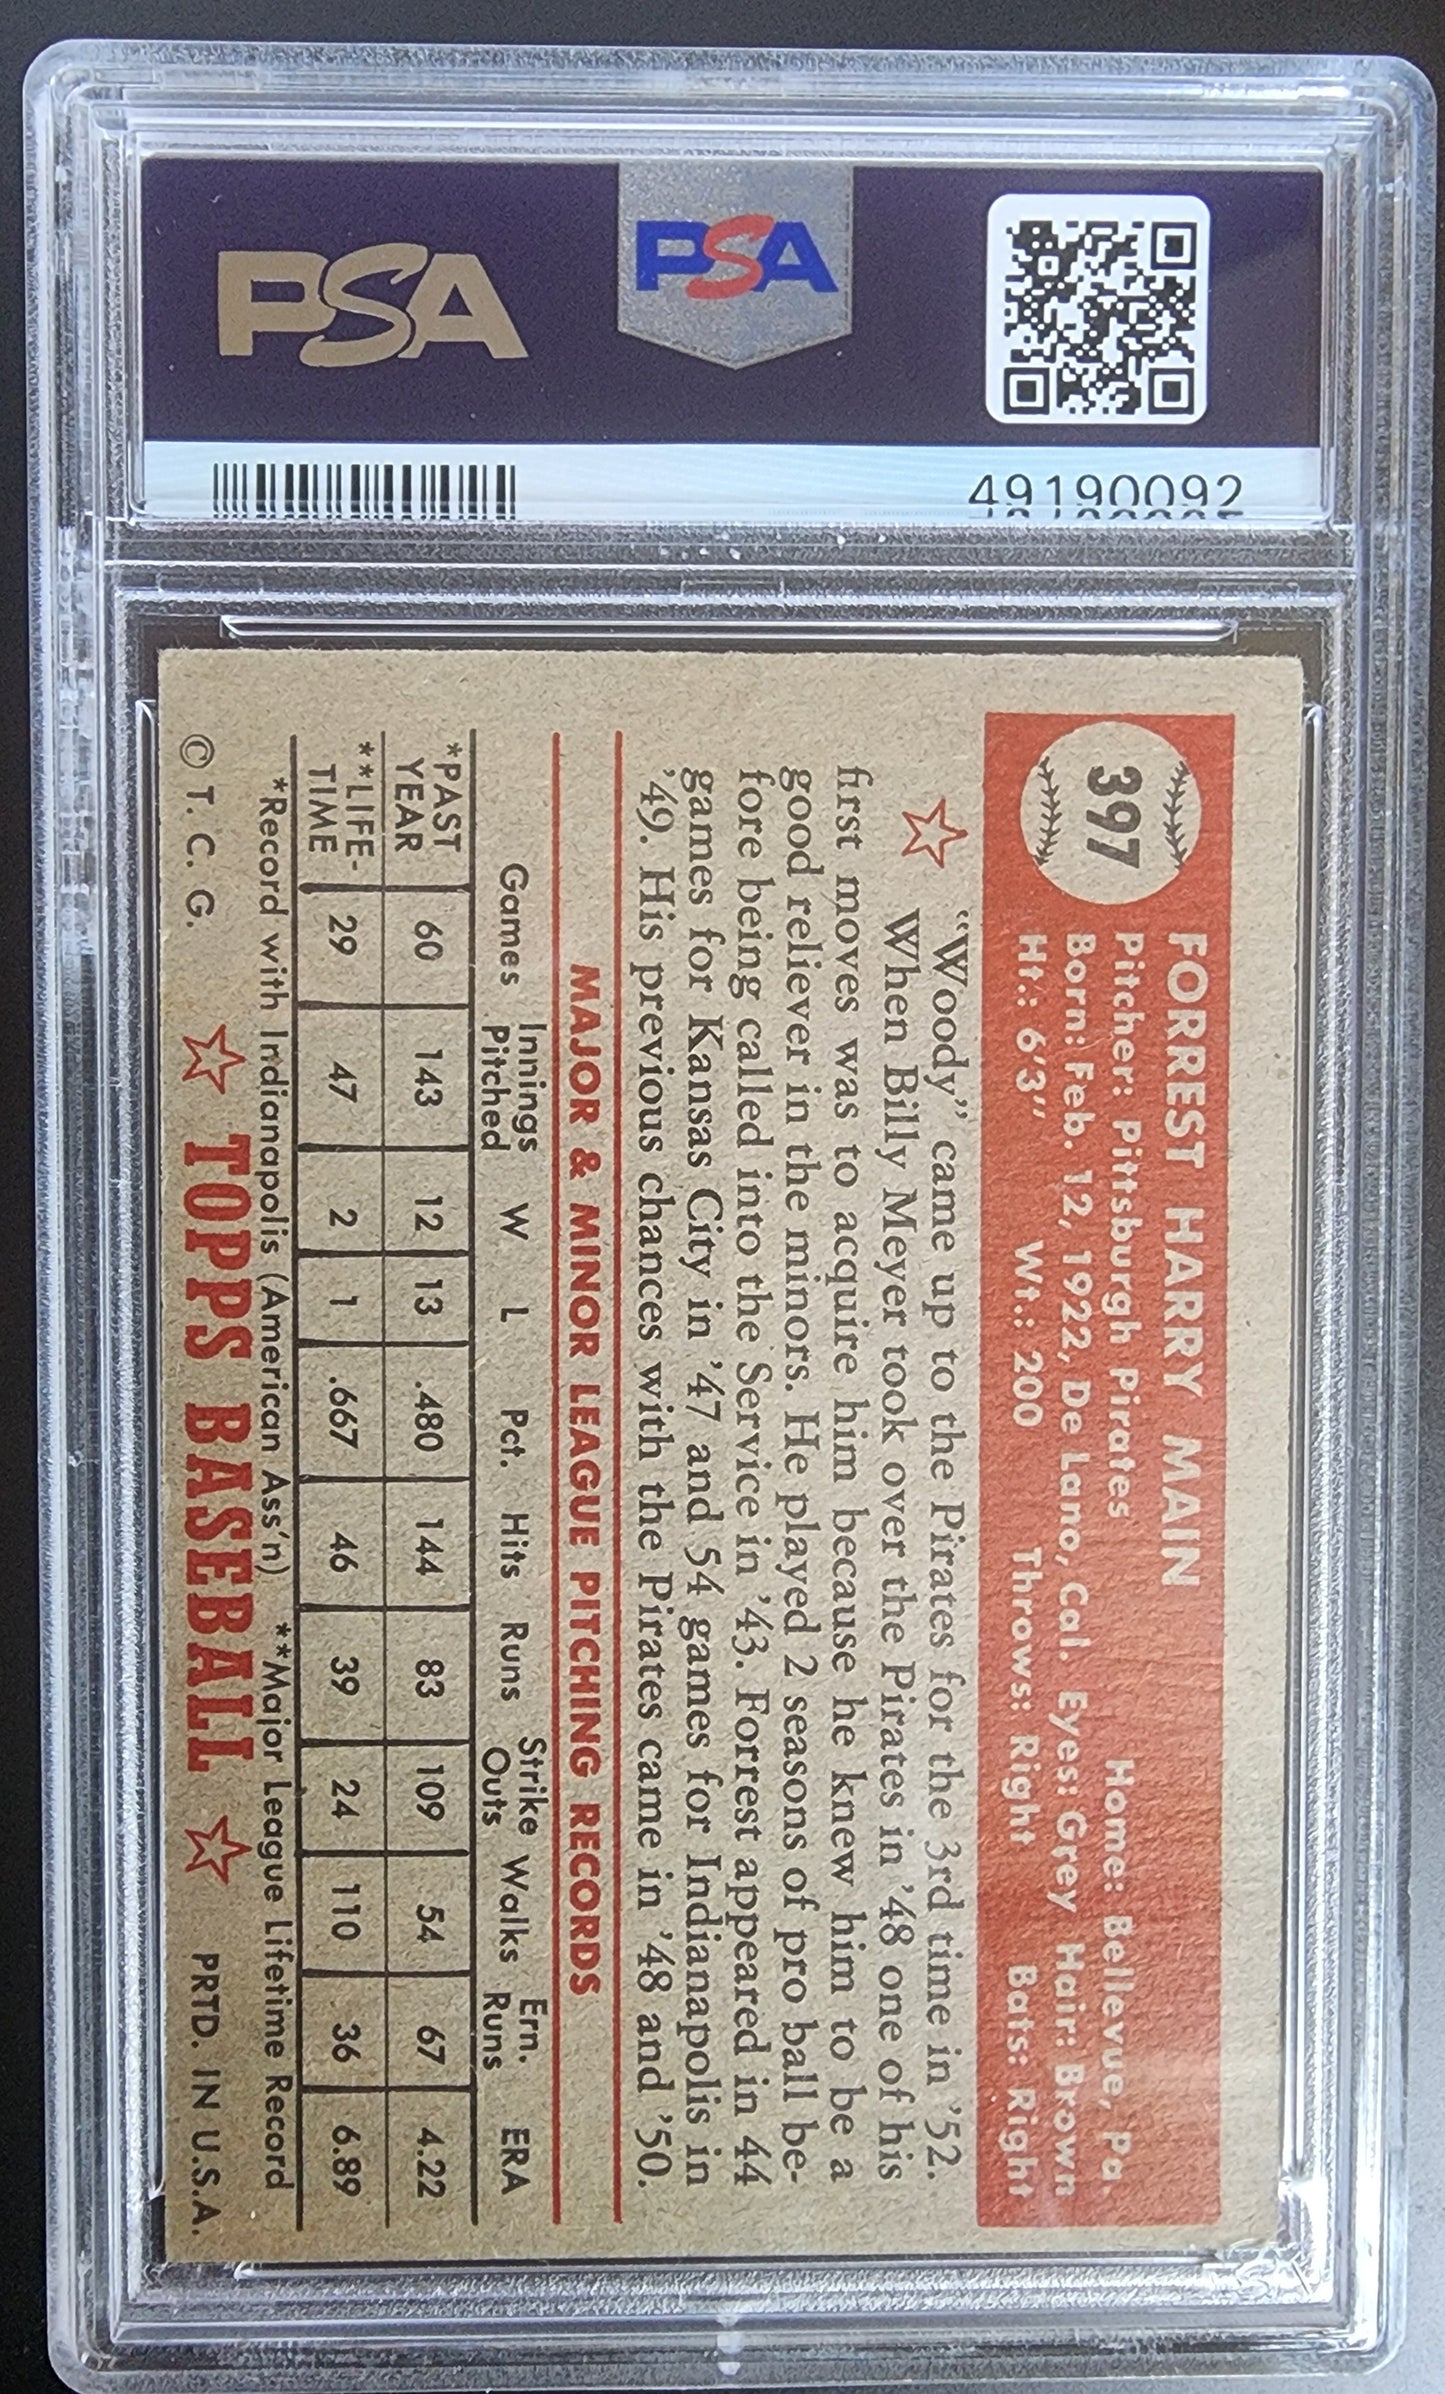 PSA
PSA
49190092
397
FORREST HARRY MAIN
Pitcher: Pittsburgh Pirates Home: Bellevue, Pa.
Born: Feb. 12, 1922, De Lano, Cal. Eyes: Grey Hair: Brown
Ht.: 6'3" Wt.: 200 Throws: Right Bats: Right
"Woody" came up to the Pirates for the 3rd time in '52.
When Billy Meyer took over the Pirates in '48 one of his
first moves was to acquire him because he knew him to be a
good reliever in the minors. He played 2 seasons of pro ball be-
fore being called into the Service in '43. Forrest appeared in 44
games for Kansas City in '47 and 54 games for Indianapolis in
'49. His previous chances with the Pirates came in '48 and '50.
MAJOR & MINOR LEAGUE PITCHING RECORDS
Games Innings Pitched W L Pct. Hits Runs Strike Outs Walks Ern. Runs ERA
*PAST YEAR 60 143 12 13 .480 144 83 109 54 67 4.22
**LIFE-TIME 29 47 2 1 .667 46 39 24 110 36 6.89
*Record with Indianapolis (American Ass'n) **Major League Lifetime Record
© T. C. G. TOPPS BASEBALL PRTD. IN U.S.A.